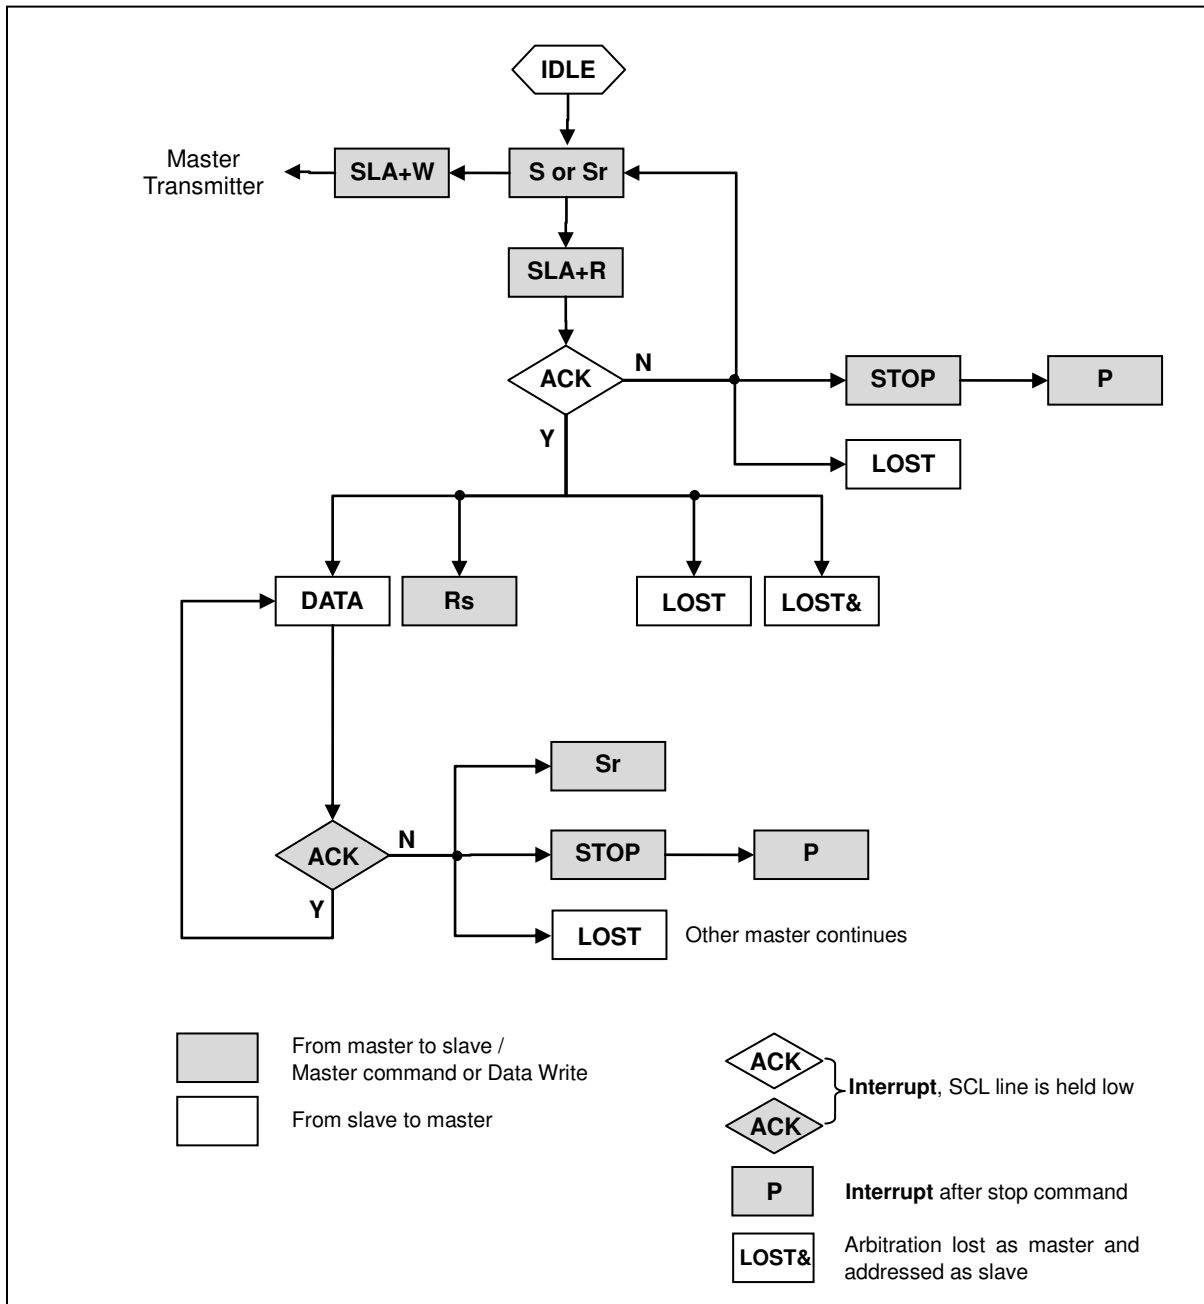 IDLE
Master
Transmitter
SLA+W
S or Sr
SLA+R
ACK
N
STOP
P
Y
LOST
DATA
Rs
LOST
LOST&
Sr
ACK
N
STOP
P
Y
LOST
Other master continues
From master to slave /
Master command or Data Write
From slave to master
ACK
Interrupt, SCL line is held low
ACK
P
Interrupt after stop command
LOST&
Arbitration lost as master and
addressed as slave